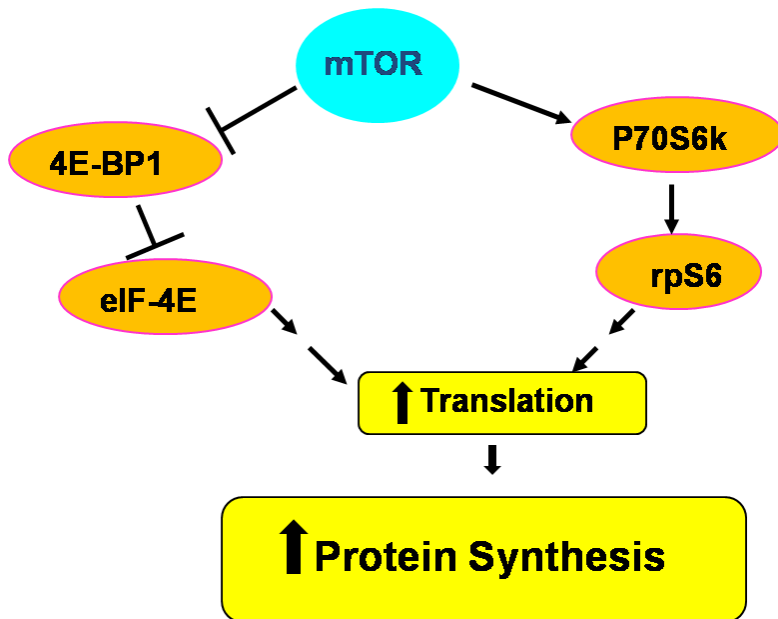 mTOR
4E-BP1
P70S6k
eIF-4E
rpS6
Translation
Protein Synthesis